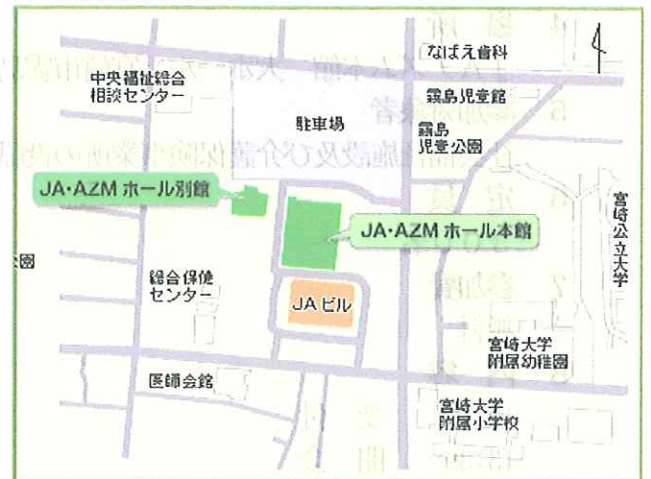 なばえ歯科
中央福祉総合
相談センター
霧島児童館
駐車場
霧島
児童公園
JA・AZM ホール別館
JA・AZM ホール本館
宮崎公立大学
公園
総合保健
センター
JA ビル
宮崎大学
附属幼稚園
医師会館
宮崎大学
附属小学校